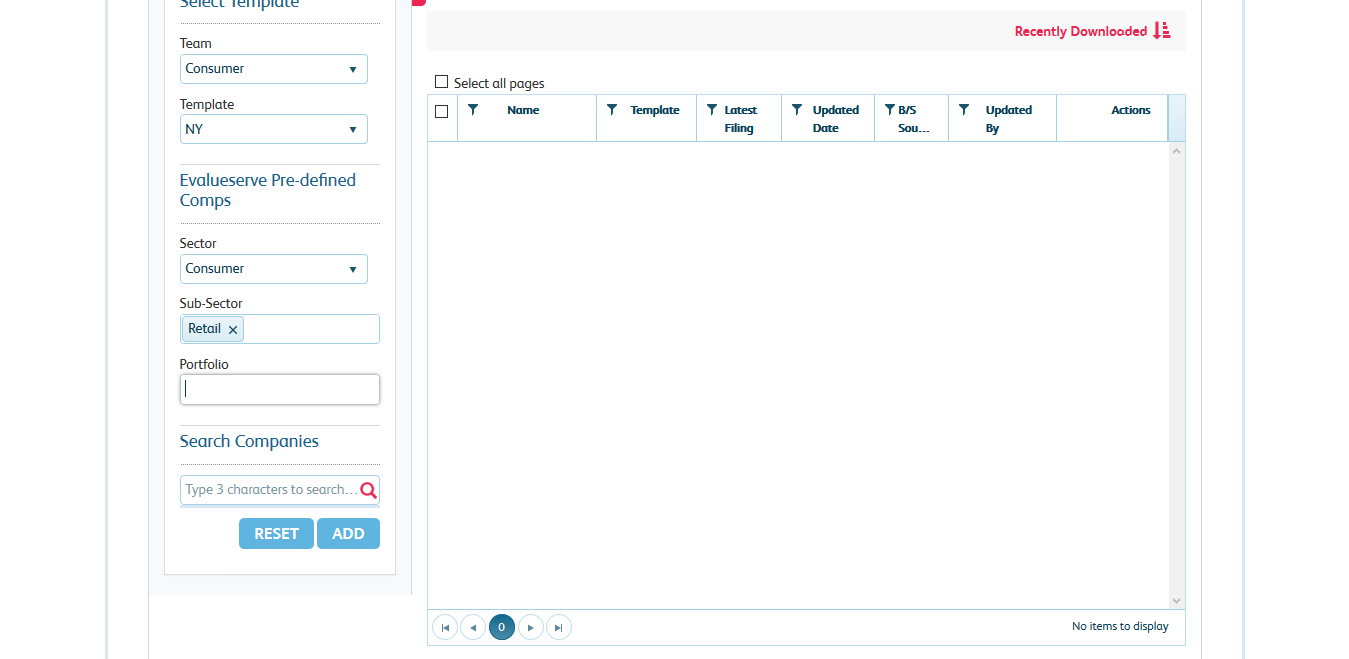 Select Template
Team
Consumer
Template
NY
Evalueserve Pre-defined
Comps
Sector
Consumer
Sub-Sector
Retail
Portfolio
Search Companies
Type 3 characters to search...
RESET
ADD
Recently Downloaded
Select all pages
Name
Template
Latest
Filing
Updated
Date
B/S
Sou...
Updated
By
Actions
0
No items to display